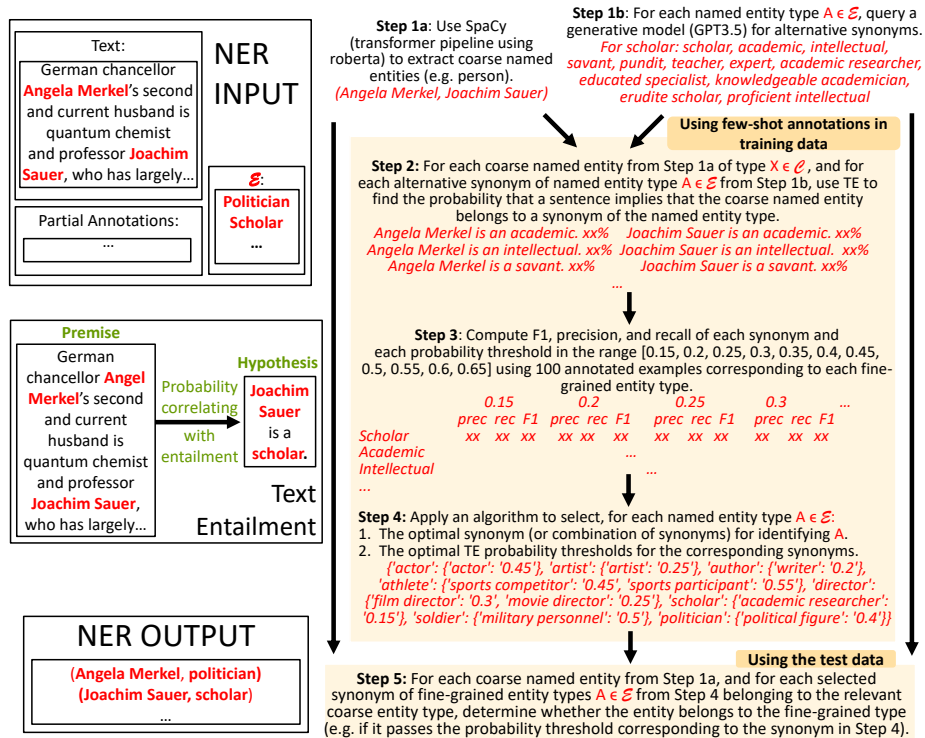 NER
INPUT
Text:
German chancellor
Angela Merkel's second
and current husband is
quantum chemist
and professor Joachim
Sauer, who has largely…
Partial Annotations:
…
ℰ:
Politician
Scholar
…
Premise
German
chancellor Angel
Merkel's second
and current
husband is
quantum chemist
and professor
Joachim Sauer,
who has largely…
Probability
correlating
with
entailment
Hypothesis
Joachim
Sauer
is a
scholar.
Text
Entailment
NER OUTPUT
(Angela Merkel, politician)
(Joachim Sauer, scholar)
…
Step 1a: Use SpaCy
(transformer pipeline using
roberta) to extract coarse named
entities (e.g. person).
(Angela Merkel, Joachim Sauer)
Step 1b: For each named entity type A ϵ ℰ, query a
generative model (GPT3.5) for alternative synonyms.
For scholar: scholar, academic, intellectual,
savant, pundit, teacher, expert, academic researcher,
educated specialist, knowledgeable academician,
erudite scholar, proficient intellectual
Using few-shot annotations in
training data
Step 2: For each coarse named entity from Step 1a of type X ϵ 𝒞, and for
each alternative synonym of named entity type A ϵ ℰ from Step 1b, use TE to
find the probability that a sentence implies that the coarse named entity
belongs to a synonym of the named entity type.
Angela Merkel is an academic. xx% Joachim Sauer is an academic. xx%
Angela Merkel is an intellectual. xx% Joachim Sauer is an intellectual. xx%
Angela Merkel is a savant. xx% Joachim Sauer is a savant. xx%
…
Step 3: Compute F1, precision, and recall of each synonym and
each probability threshold in the range [0.15, 0.2, 0.25, 0.3, 0.35, 0.4, 0.45,
0.5, 0.55, 0.6, 0.65] using 100 annotated examples corresponding to each fine-
grained entity type.
0.15 0.2 0.25 0.3 …
prec rec F1 prec rec F1 prec rec F1 prec rec F1
Scholar xx xx xx xx xx xx xx xx xx xx xx xx
Academic …
Intellectual …
…
Step 4: Apply an algorithm to select, for each named entity type A ϵ ℰ:
1. The optimal synonym (or combination of synonyms) for identifying A.
2. The optimal TE probability thresholds for the corresponding synonyms.
{'actor': {'actor': '0.45'}, 'artist': {'artist': '0.25'}, 'author': {'writer': '0.2'},
'athlete': {'sports competitor': '0.45', 'sports participant': '0.55'}, 'director':
{'film director': '0.3', 'movie director': '0.25'}, 'scholar': {'academic researcher':
'0.15'}, 'soldier': {'military personnel': '0.5'}, 'politician': {'political figure': '0.4'}}
Using the test data
Step 5: For each coarse named entity from Step 1a, and for each selected
synonym of fine-grained entity types A ϵ ℰ from Step 4 belonging to the relevant
coarse entity type, determine whether the entity belongs to the fine-grained type
(e.g. if it passes the probability threshold corresponding to the synonym in Step 4).